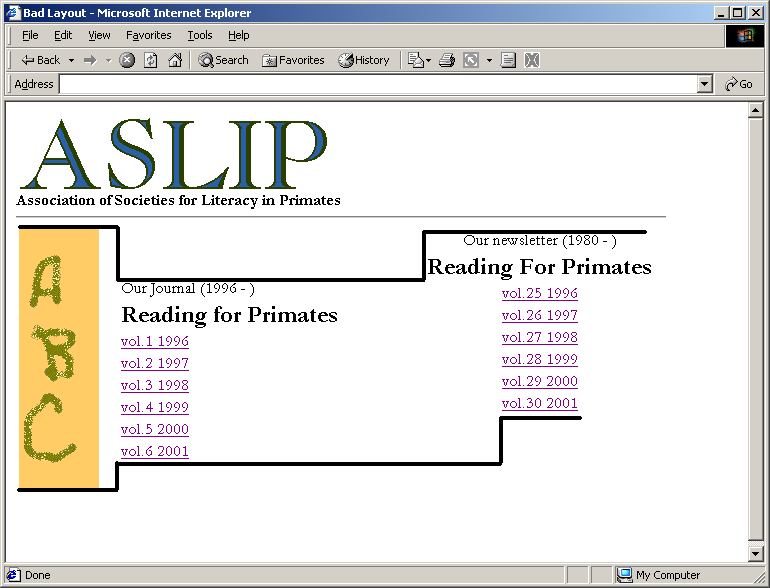 Bad Layout - Microsoft Internet Explorer
File Edit View Favorites Tools Help
Back Search Favorites History
Address Go
ASLIP
Association of Societies for Literacy in Primates
A
B
C
Our Journal (1996 - )
Reading for Primates
vol.1 1996
vol.2 1997
vol.3 1998
vol.4 1999
vol.5 2000
vol.6 2001
Our newsletter (1980 - )
Reading For Primates
vol.25 1996
vol.26 1997
vol.27 1998
vol.28 1999
vol.29 2000
vol.30 2001
Done My Computer